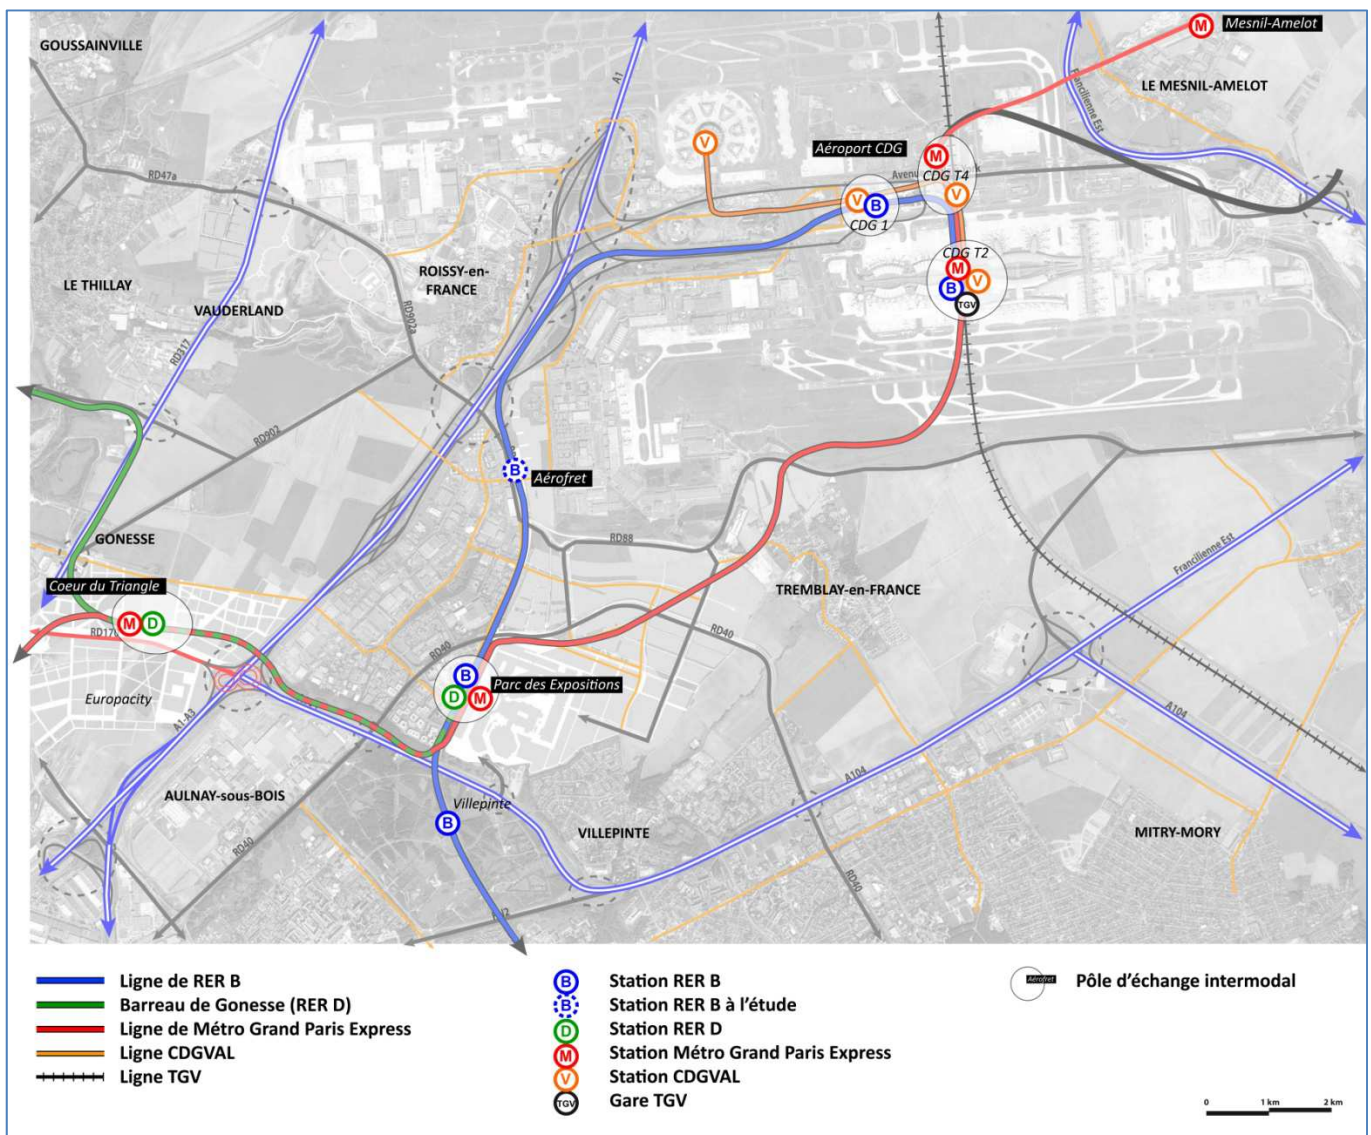 GOUSSAINVILLE
A1
Mesnil-Amelot
M
LE MESNIL-AMELOT
Francilienne Est
V
Aéroport CDG
M
CDG T4
V
RD47a
V
B
CDG 1
CDG T2
M
V
B
TGV
ROISSY-en-
FRANCE
LE THILLAY
VAUDERLAND
RD902a
RD317
RD902
B
Aérofret
RD88
Francilienne Est
GONESSE
Coeur du Triangle
M
D
TREMBLAY-en-FRANCE
RD40
RD40
B
D
M
Parc des Expositions
Europacity
A1-A3
A104
A104
AULNAY-sous-BOIS
Villepinte
B
VILLEPINTE
MITRY-MORY
RD40
RD40
Ligne de RER B
Barreau de Gonesse (RER D)
Ligne de Métro Grand Paris Express
Ligne CDGVAL
Ligne TGV
B Station RER B
B Station RER B à l'étude
D Station RER D
M Station Métro Grand Paris Express
V Station CDGVAL
TGV Gare TGV
Aérofret Pôle d'échange intermodal
0 1 km 2 km